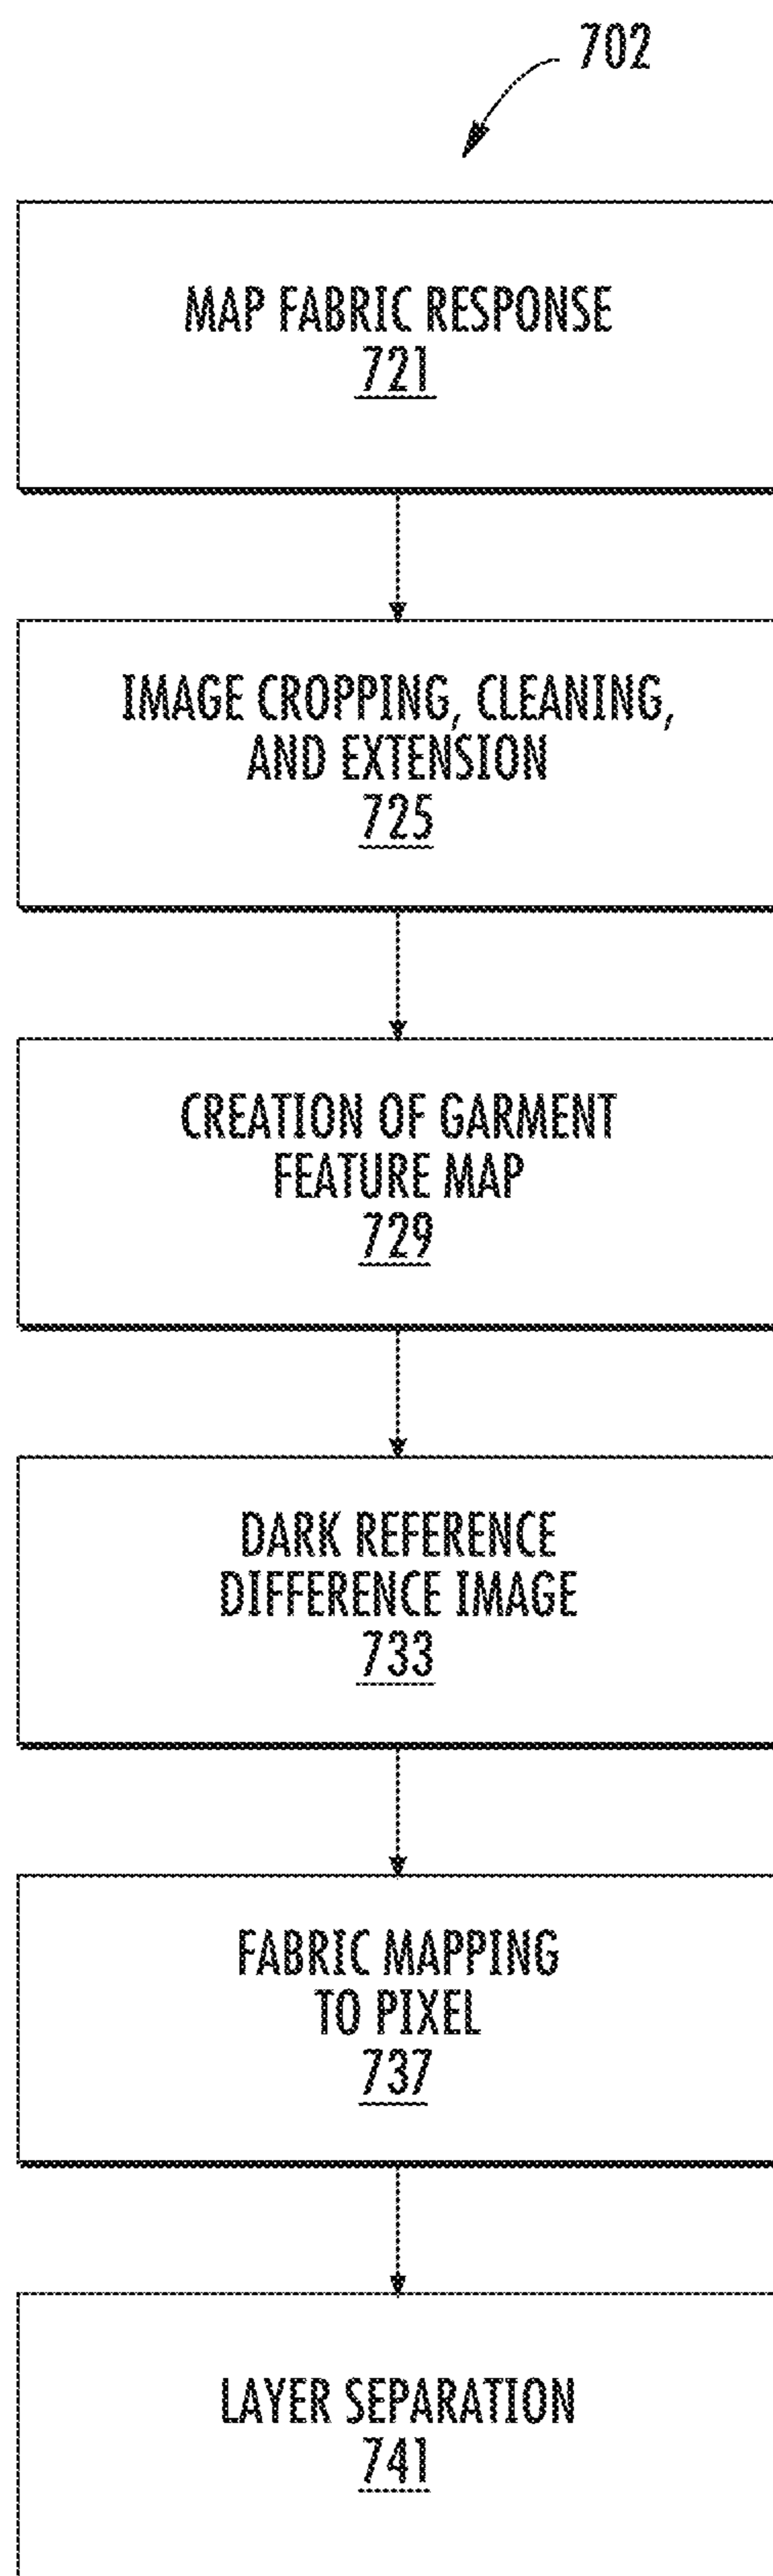 702
MAP FABRIC RESPONSE
721
IMAGE CROPPING, CLEANING,
AND EXTENSION
725
CREATION OF GARMENT
FEATURE MAP
729
DARK REFERENCE
DIFFERENCE IMAGE
733
FABRIC MAPPING
TO PIXEL
737
LAYER SEPARATION
741